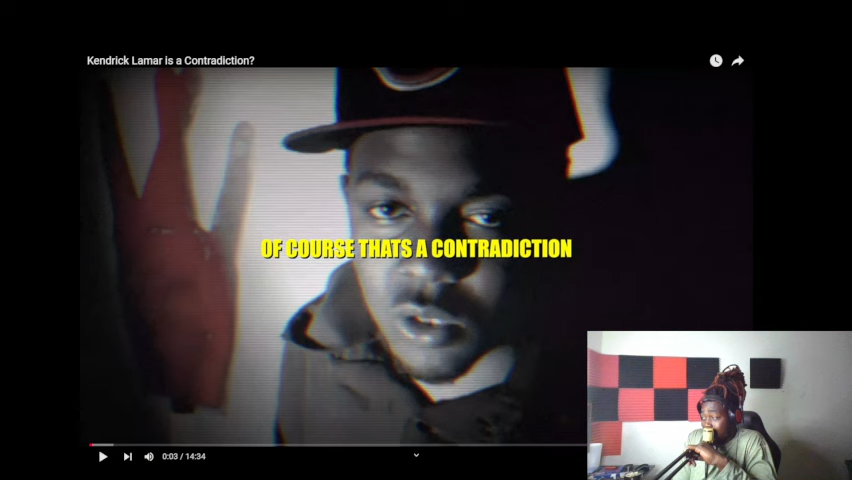 Kendrick Lamar is a Contradiction?
OF COURSE THATS A CONTRADICTION
0:03 / 14:34